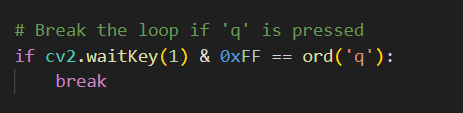 # Break the loop if 'q' is pressed
if cv2.waitKey(1) & 0xFF == ord('q'):
    break